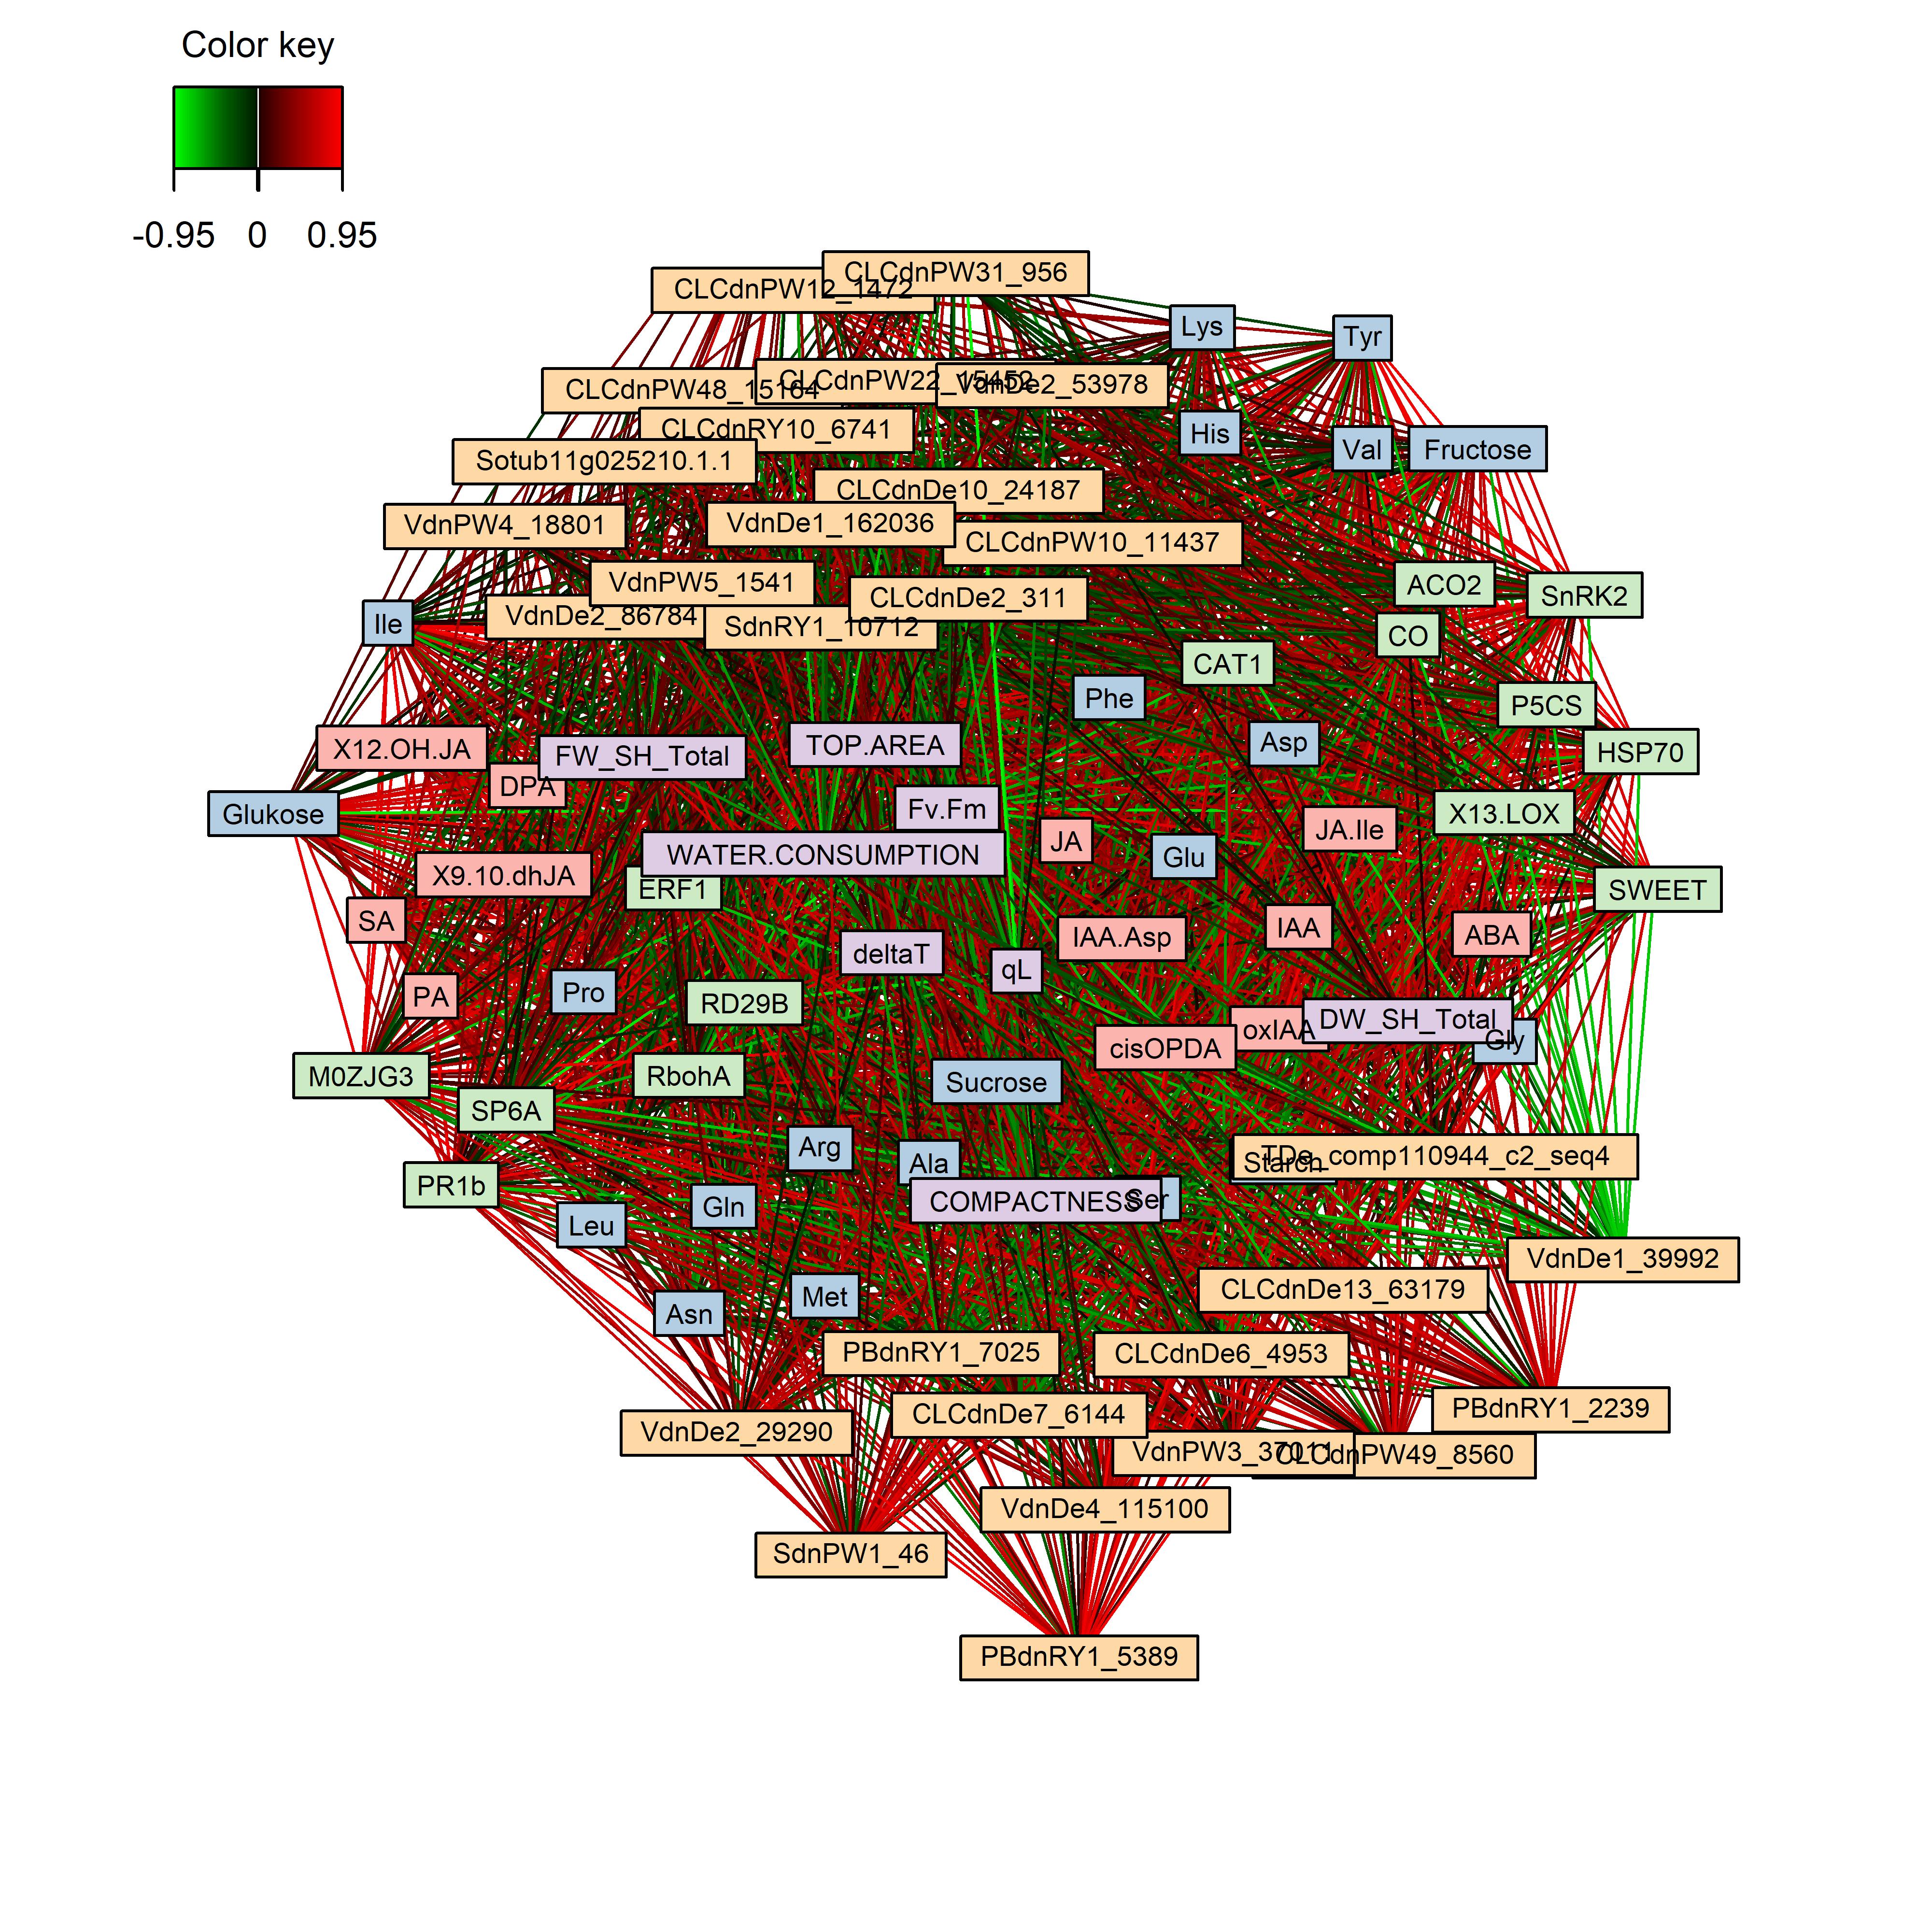 Color key
-0.95 0 0.95
CLCdnPW31_956
CLCdnPW12_1472
Lys
Tyr
CLCdnPW22_15452
VdnDe2_53978
CLCdnPW48_15164
CLCdnRY10_6741
His
Val
Fructose
Sotub11g025210.1.1
CLCdnDe10_24187
VdnPW4_18801
VdnDe1_162036
CLCdnPW10_11437
VdnPW5_1541
ACO2
SnRK2
CLCdnDe2_311
Ile
VdnDe2_86784
SdnRY1_10712
CO
CAT1
Phe
P5CS
X12.OH.JA
FW_SH_Total
TOP.AREA
Asp
HSP70
DPA
Glukose
Fv.Fm
X13.LOX
JA
JA.Ile
WATER.CONSUMPTION
Glu
X9.10.dhJA
ERF1
SWEET
SA
IAA.Asp
IAA
ABA
deltaT
qL
PA
Pro
RD29B
DW_SH_Total
oxIAA
Gly
cisOPDA
M0ZJG3
RbohA
Sucrose
SP6A
Arg
Ala
TDe_comp110944_c2_seq4
Starch
PR1b
Gln
COMPACTNESS
Ser
Leu
VdnDe1_39992
CLCdnDe13_63179
Met
Asn
PBdnRY1_7025
CLCdnDe6_4953
PBdnRY1_2239
CLCdnDe7_6144
VdnDe2_29290
VdnPW3_37011
CLCdnPW49_8560
VdnDe4_115100
SdnPW1_46
PBdnRY1_5389